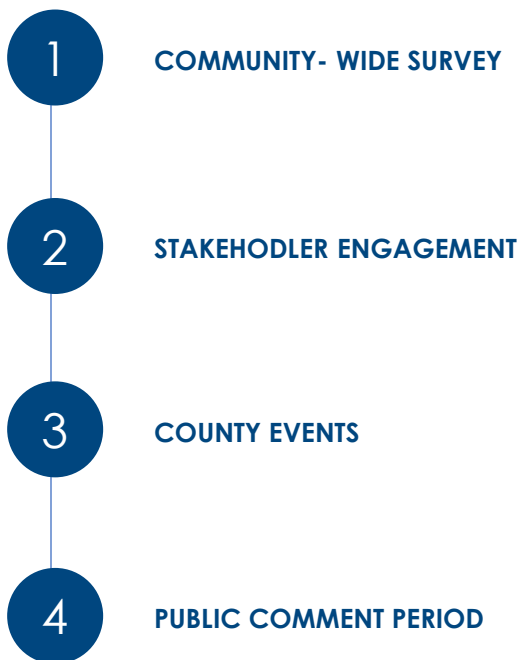 1 COMMUNITY- WIDE SURVEY
2 STAKEHODLER ENGAGEMENT
3 COUNTY EVENTS
4 PUBLIC COMMENT PERIOD